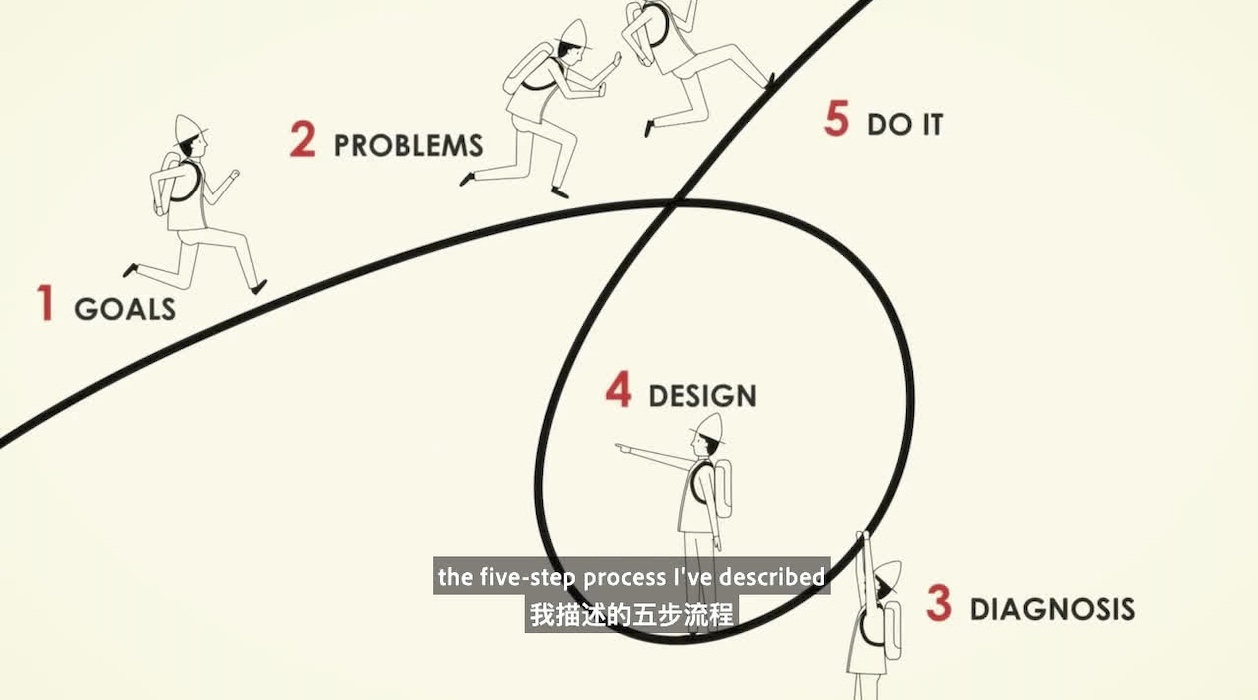 1 GOALS
2 PROBLEMS
3 DIAGNOSIS
4 DESIGN
5 DO IT
the five-step process I've described
我描述的五步流程